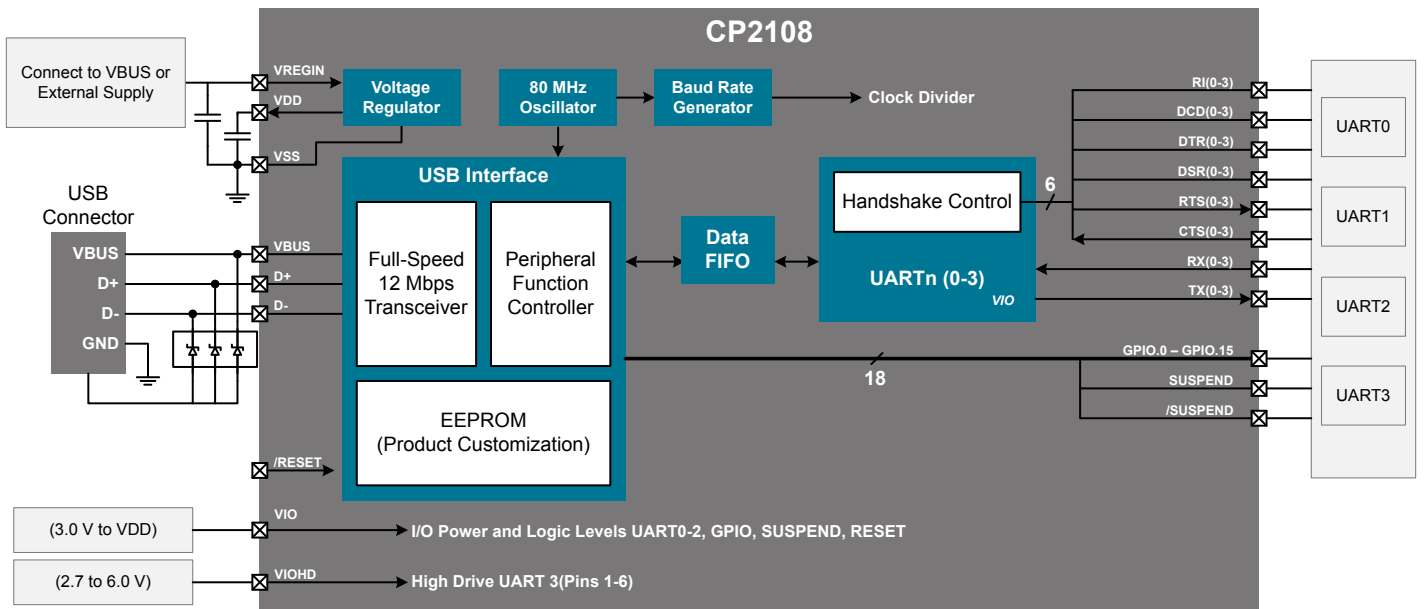 CP2108
Connect to VBUS or
External Supply
VREGIN
VDD
VSS
Voltage
Regulator
80 MHz
Oscillator
Baud Rate
Generator
Clock Divider
USB
Connector
VBUS
D+
D-
GND
VBUS
D+
D-
USB Interface
Full-Speed
12 Mbps
Transceiver
Peripheral
Function
Controller
EEPROM
(Product Customization)
Data
FIFO
Handshake Control
UARTn (0-3)
VIO
6
RI(0-3)
DCD(0-3)
DTR(0-3)
DSR(0-3)
RTS(0-3)
CTS(0-3)
RX(0-3)
TX(0-3)
18
GPIO.0 – GPIO.15
SUSPEND
/SUSPEND
UART0
UART1
UART2
UART3
/RESET
(3.0 V to VDD)
VIO
I/O Power and Logic Levels UART0-2, GPIO, SUSPEND, RESET
(2.7 to 6.0 V)
VIOHD
High Drive UART 3(Pins 1-6)